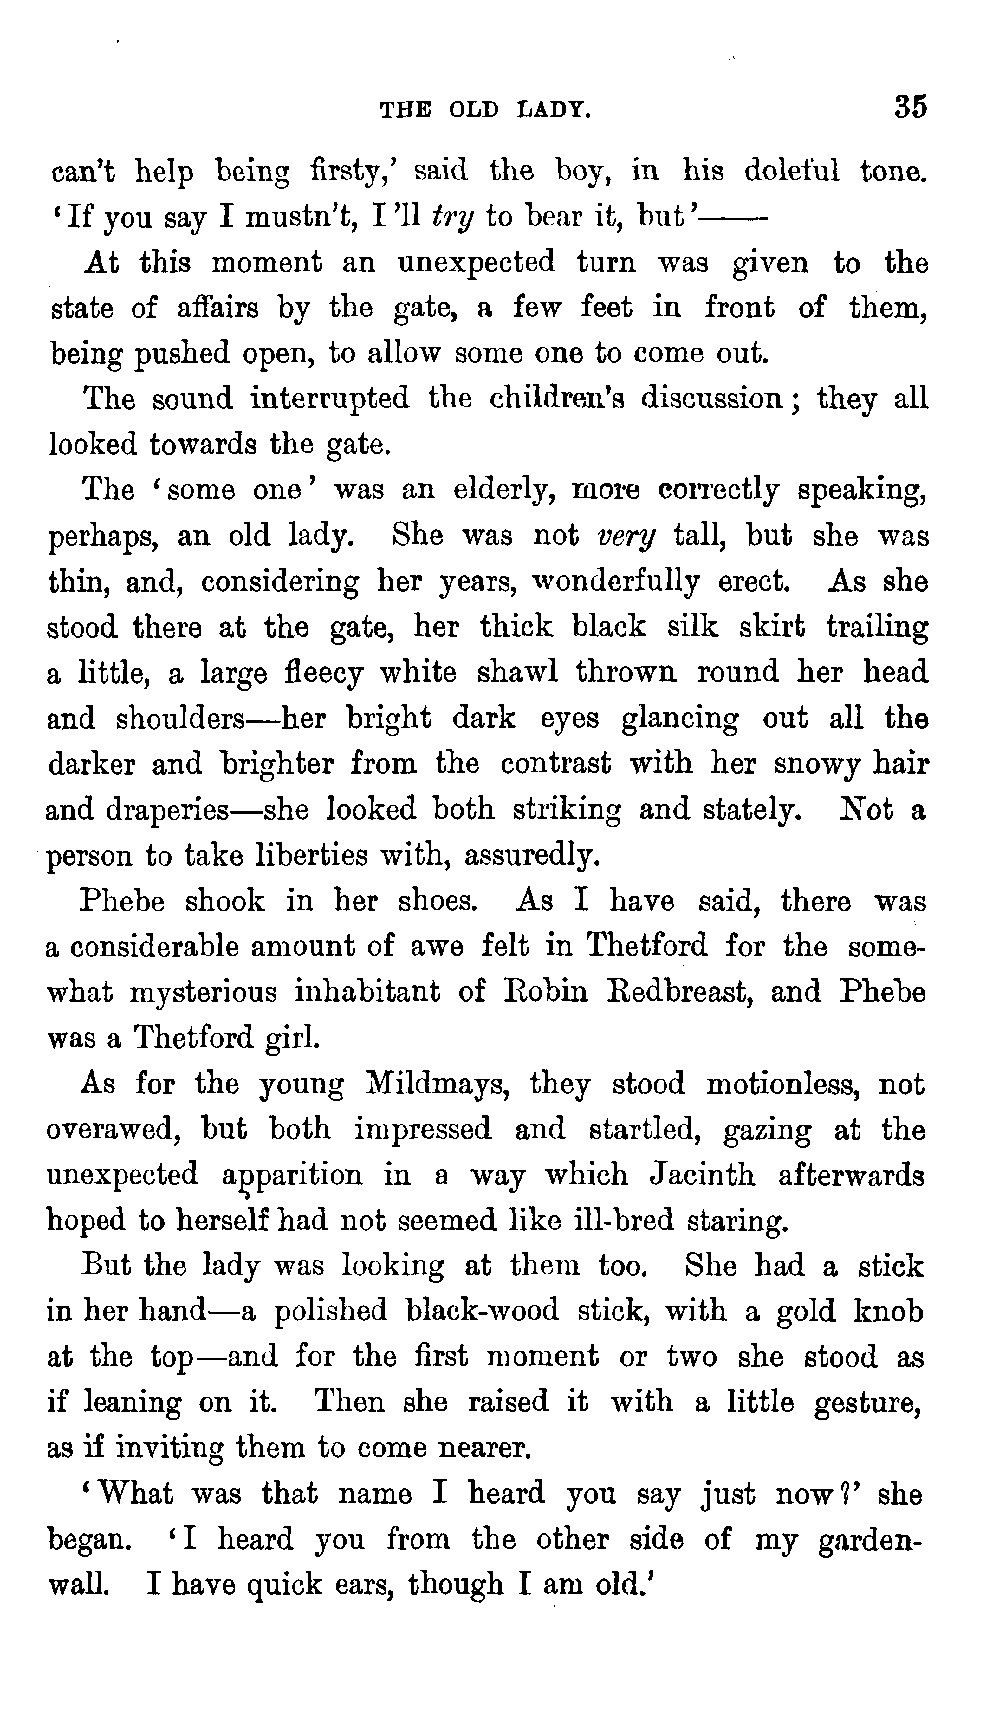 THE OLD LADY. 35
can't help being firsty,' said the boy, in his doleful tone.
'If you say I mustn't, I'll try to bear it, but'——
At this moment an unexpected turn was given to the
state of affairs by the gate, a few feet in front of them,
being pushed open, to allow some one to come out.
The sound interrupted the children's discussion; they all
looked towards the gate.
The 'some one' was an elderly, more correctly speaking,
perhaps, an old lady. She was not very tall, but she was
thin, and, considering her years, wonderfully erect. As she
stood there at the gate, her thick black silk skirt trailing
a little, a large fleecy white shawl thrown round her head
and shoulders—her bright dark eyes glancing out all the
darker and brighter from the contrast with her snowy hair
and draperies—she looked both striking and stately. Not a
person to take liberties with, assuredly.
Phebe shook in her shoes. As I have said, there was
a considerable amount of awe felt in Thetford for the some-
what mysterious inhabitant of Robin Redbreast, and Phebe
was a Thetford girl.
As for the young Mildmays, they stood motionless, not
overawed, but both impressed and startled, gazing at the
unexpected apparition in a way which Jacinth afterwards
hoped to herself had not seemed like ill-bred staring.
But the lady was looking at them too. She had a stick
in her hand—a polished black-wood stick, with a gold knob
at the top—and for the first moment or two she stood as
if leaning on it. Then she raised it with a little gesture,
as if inviting them to come nearer.
'What was that name I heard you say just now?' she
began. 'I heard you from the other side of my garden-
wall. I have quick ears, though I am old.'